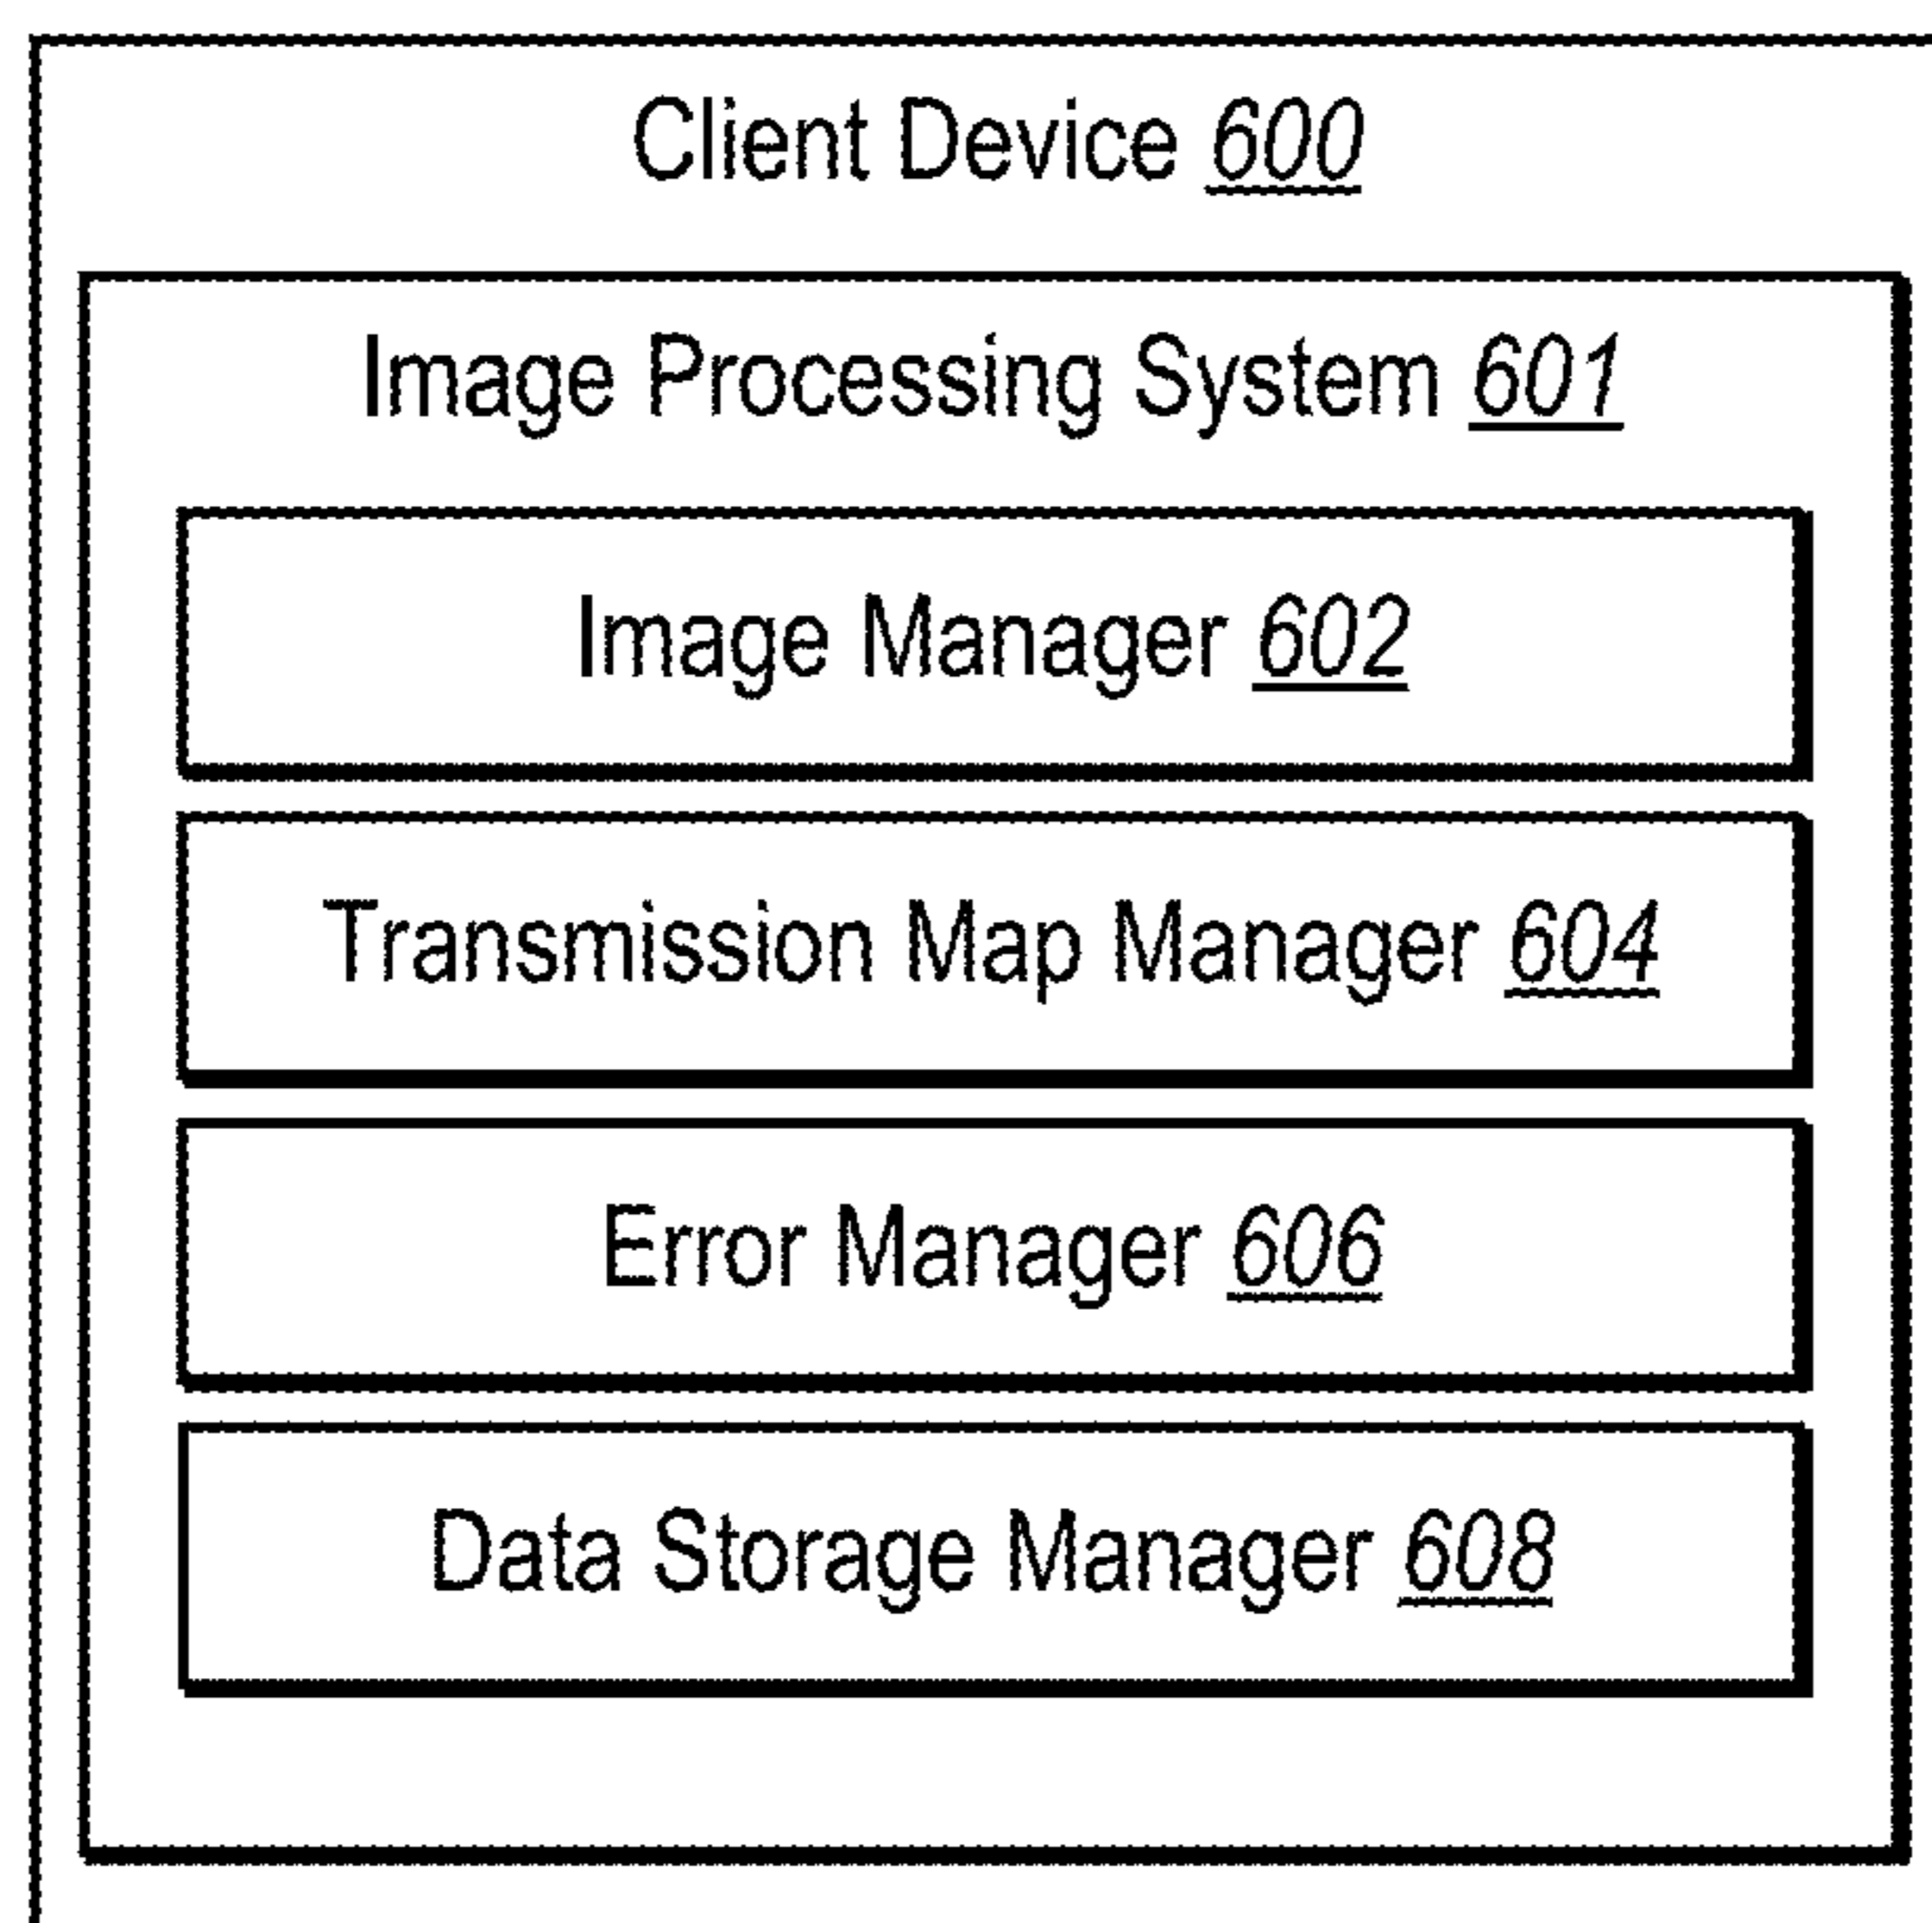 Client Device 600
Image Processing System 601
Image Manager 602
Transmission Map Manager 604
Error Manager 606
Data Storage Manager 608